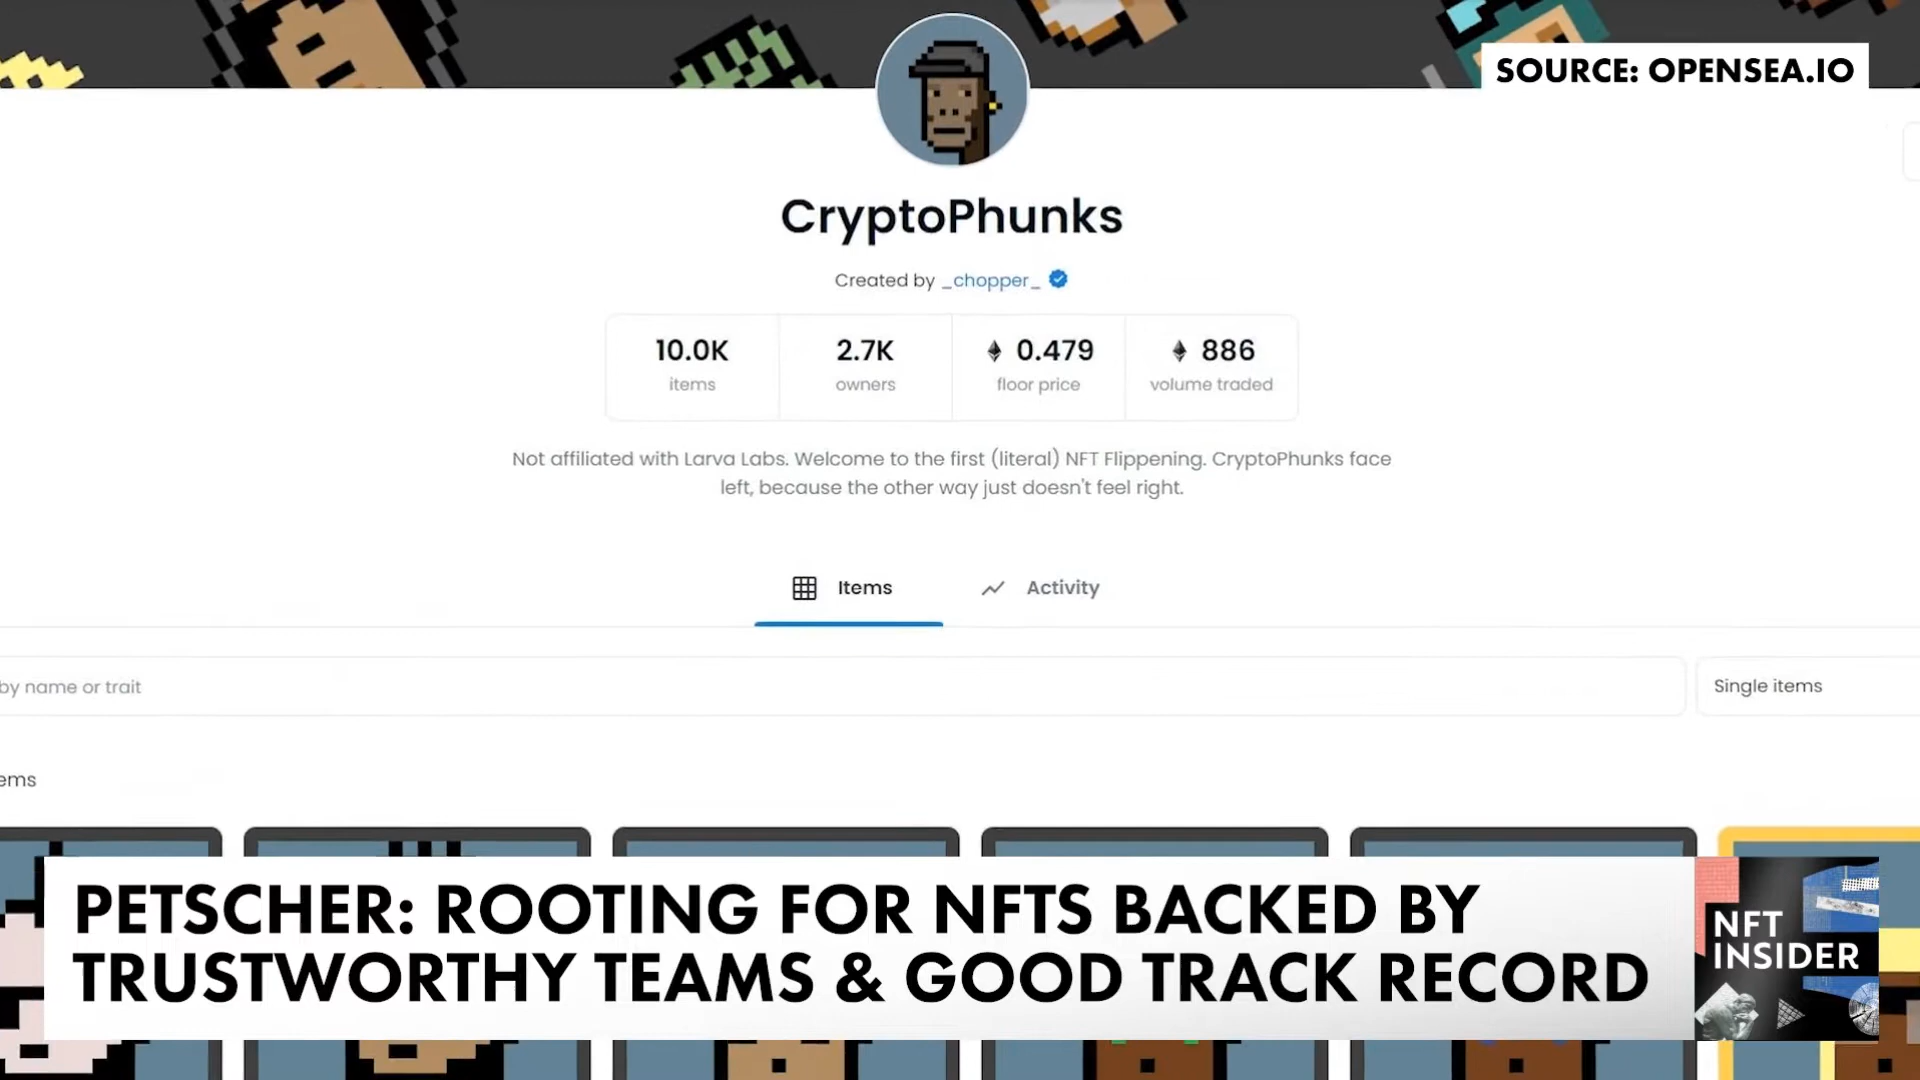 SOURCE: OPENSEA.IO
CryptoPhunks
Created by _chopper_
10.0K
items
2.7K
owners
0.479
floor price
886
volume traded
Not affiliated with Larva Labs. Welcome to the first (literal) NFT Flippening. CryptoPhunks face
left, because the other way just doesn't feel right.
Items
Activity
by name or trait
Single items
ems
PETSCHER: ROOTING FOR NFTS BACKED BY
TRUSTWORTHY TEAMS & GOOD TRACK RECORD
NFT
INSIDER